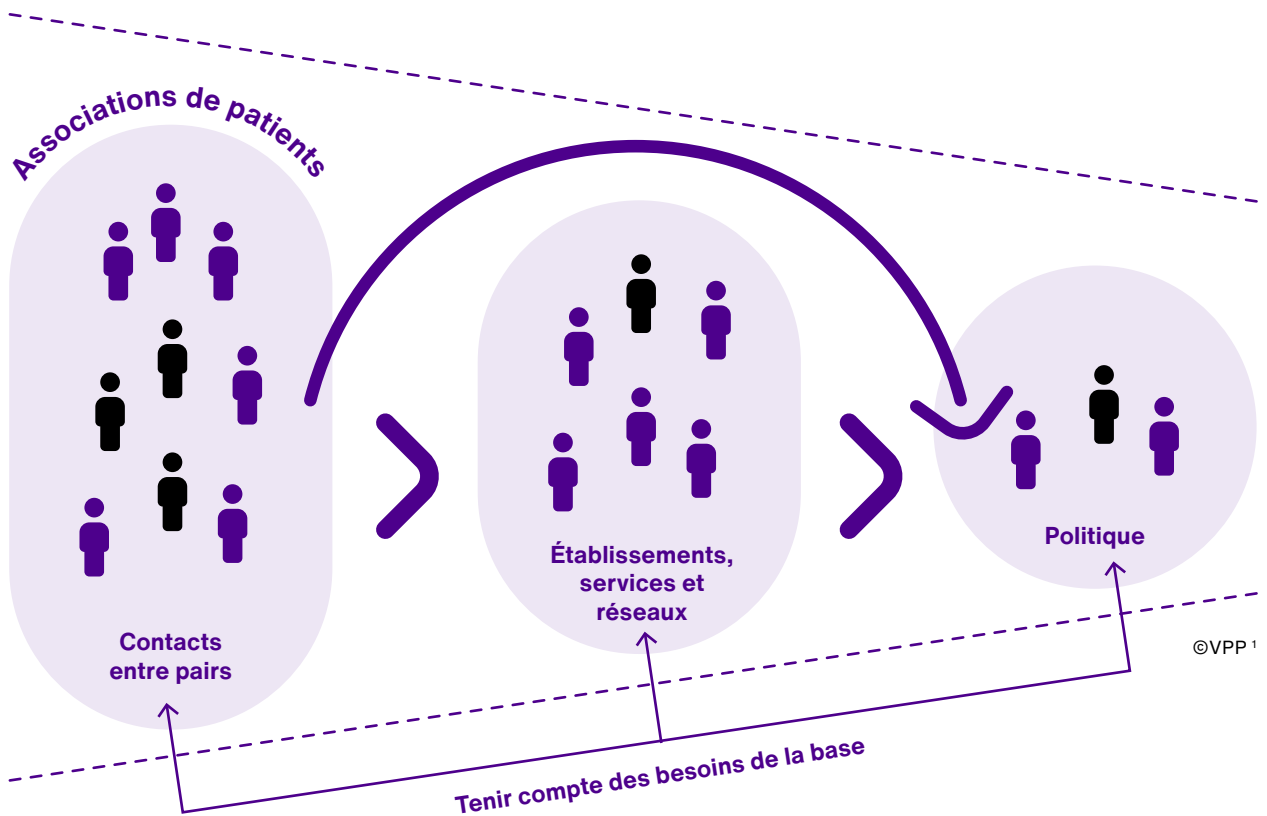 Associations de patients
Contacts
entre pairs
Établissements,
services et
réseaux
Politique
©VPP ¹
Tenir compte des besoins de la base